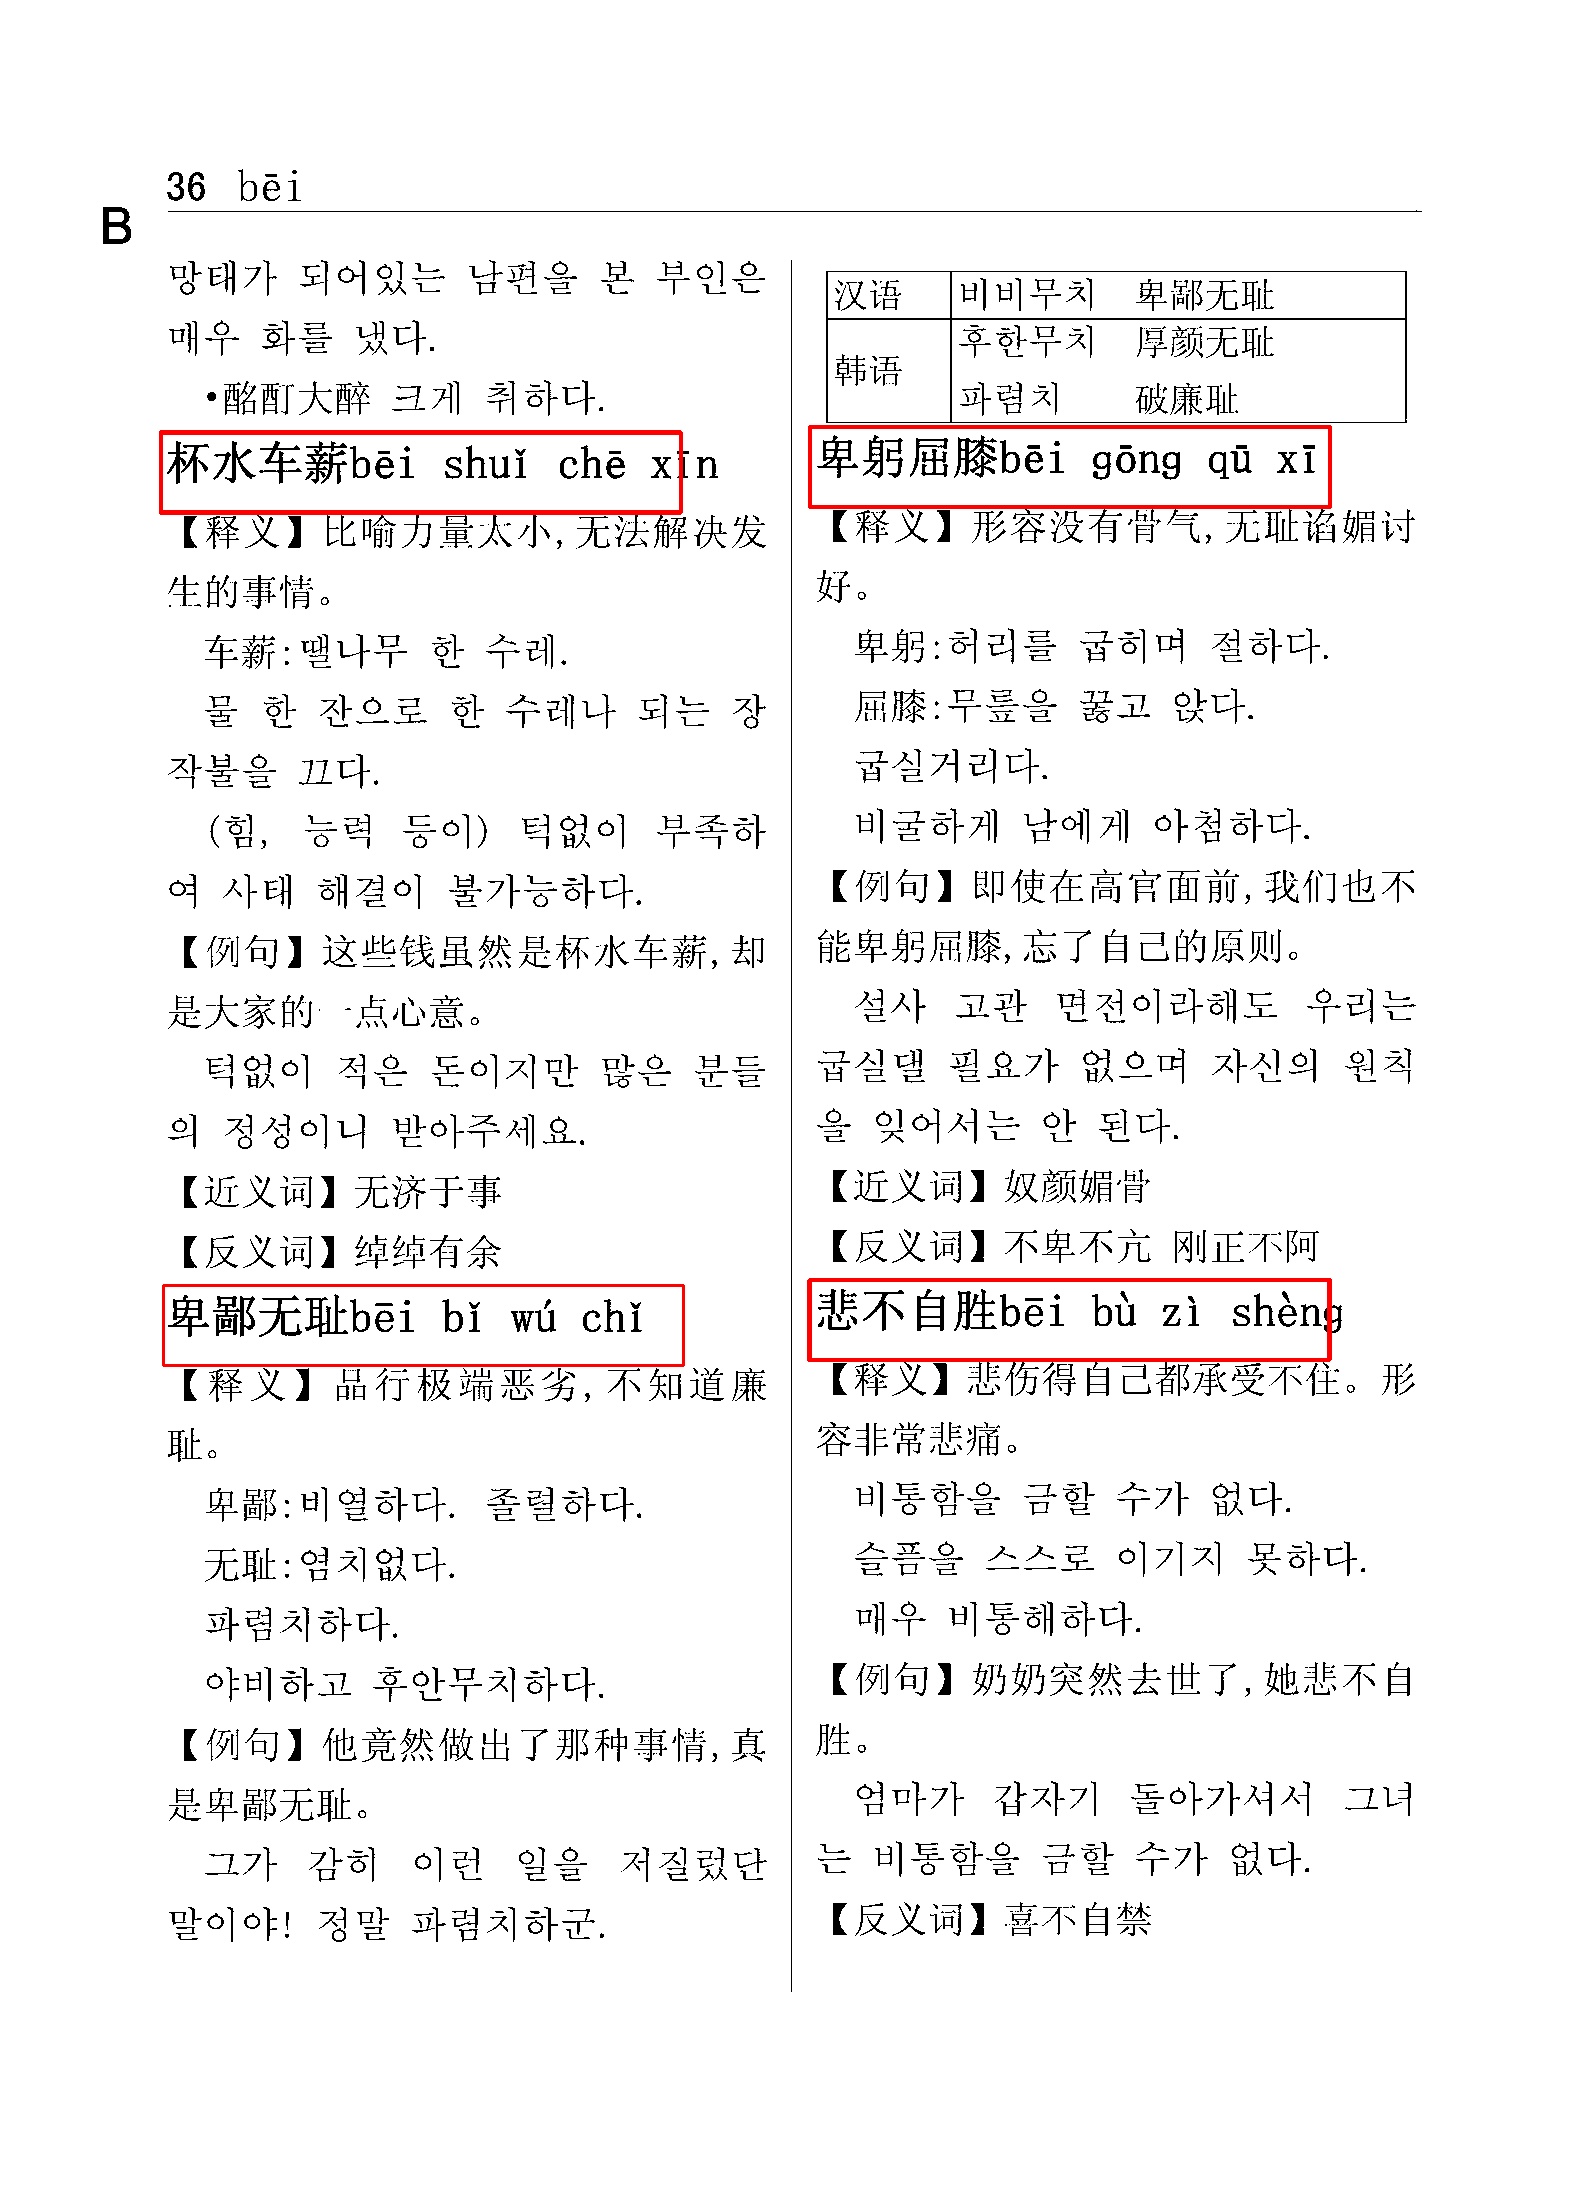 36 bēi
B
망태가 되어있는 남편을 본 부인은
매우 화를 냈다.
•酩酊大醉 크게 취하다.
杯水车薪bēi shuǐ chē xīn
【释义】比喻力量太小,无法解决发
生的事情。
车薪:땔나무 한 수레.
물 한 잔으로 한 수레나 되는 장
작불을 끄다.
(힘, 능력 등이) 턱없이 부족하
여 사태 해결이 불가능하다.
【例句】这些钱虽然是杯水车薪,却
是大家的一点心意。
턱없이 적은 돈이지만 많은 분들
의 정성이니 받아주세요.
【近义词】无济于事
【反义词】绰绰有余
卑鄙无耻bēi bǐ wú chǐ
【释义】品行极端恶劣,不知道廉
耻。
卑鄙:비열하다. 졸렬하다.
无耻:염치없다.
파렴치하다.
야비하고 후안무치하다.
【例句】他竟然做出了那种事情,真
是卑鄙无耻。
그가 감히 이런 일을 저질렀단
말이야! 정말 파렴치하군.
汉语 비비무치 卑鄙无耻
韩语 후한무치 厚颜无耻
파렴치 破廉耻
卑躬屈膝bēi gōng qū xī
【释义】形容没有骨气,无耻谄媚讨
好。
卑躬:허리를 굽히며 절하다.
屈膝:무릎을 꿇고 앉다.
굽실거리다.
비굴하게 남에게 아첨하다.
【例句】即使在高官面前,我们也不
能卑躬屈膝,忘了自己的原则。
설사 고관 면전이라해도 우리는
굽실댈 필요가 없으며 자신의 원칙
을 잊어서는 안 된다.
【近义词】奴颜媚骨
【反义词】不卑不亢 刚正不阿
悲不自胜bēi bù zì shèng
【释义】悲伤得自己都承受不住。形
容非常悲痛。
비통함을 금할 수가 없다.
슬픔을 스스로 이기지 못하다.
매우 비통해하다.
【例句】奶奶突然去世了,她悲不自
胜。
엄마가 갑자기 돌아가셔서 그녀
는 비통함을 금할 수가 없다.
【反义词】喜不自禁